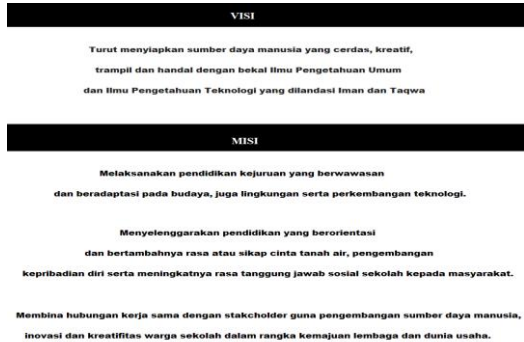 VISI
Turut menyiapkan sumber daya manusia yang cerdas, kreatif,
trampil dan handal dengan bekal Ilmu Pengetahuan Umum
dan Ilmu Pengetahuan Teknologi yang dilandasi Iman dan Taqwa
MISI
Melaksanakan pendidikan kejuruan yang berwawasan
dan beradaptasi pada budaya, juga lingkungan serta perkembangan teknologi.
Menyelenggarakan pendidikan yang berorientasi
dan bertambahnya rasa atau sikap cinta tanah air, pengembangan
kepribadian diri serta meningkatnya rasa tanggung jawab sosial sekolah kepada masyarakat.
Membina hubungan kerja sama dengan stakcholder guna pengembangan sumber daya manusia,
inovasi dan kreatifitas warga sekolah dalam rangka kemajuan lembaga dan dunia usaha.